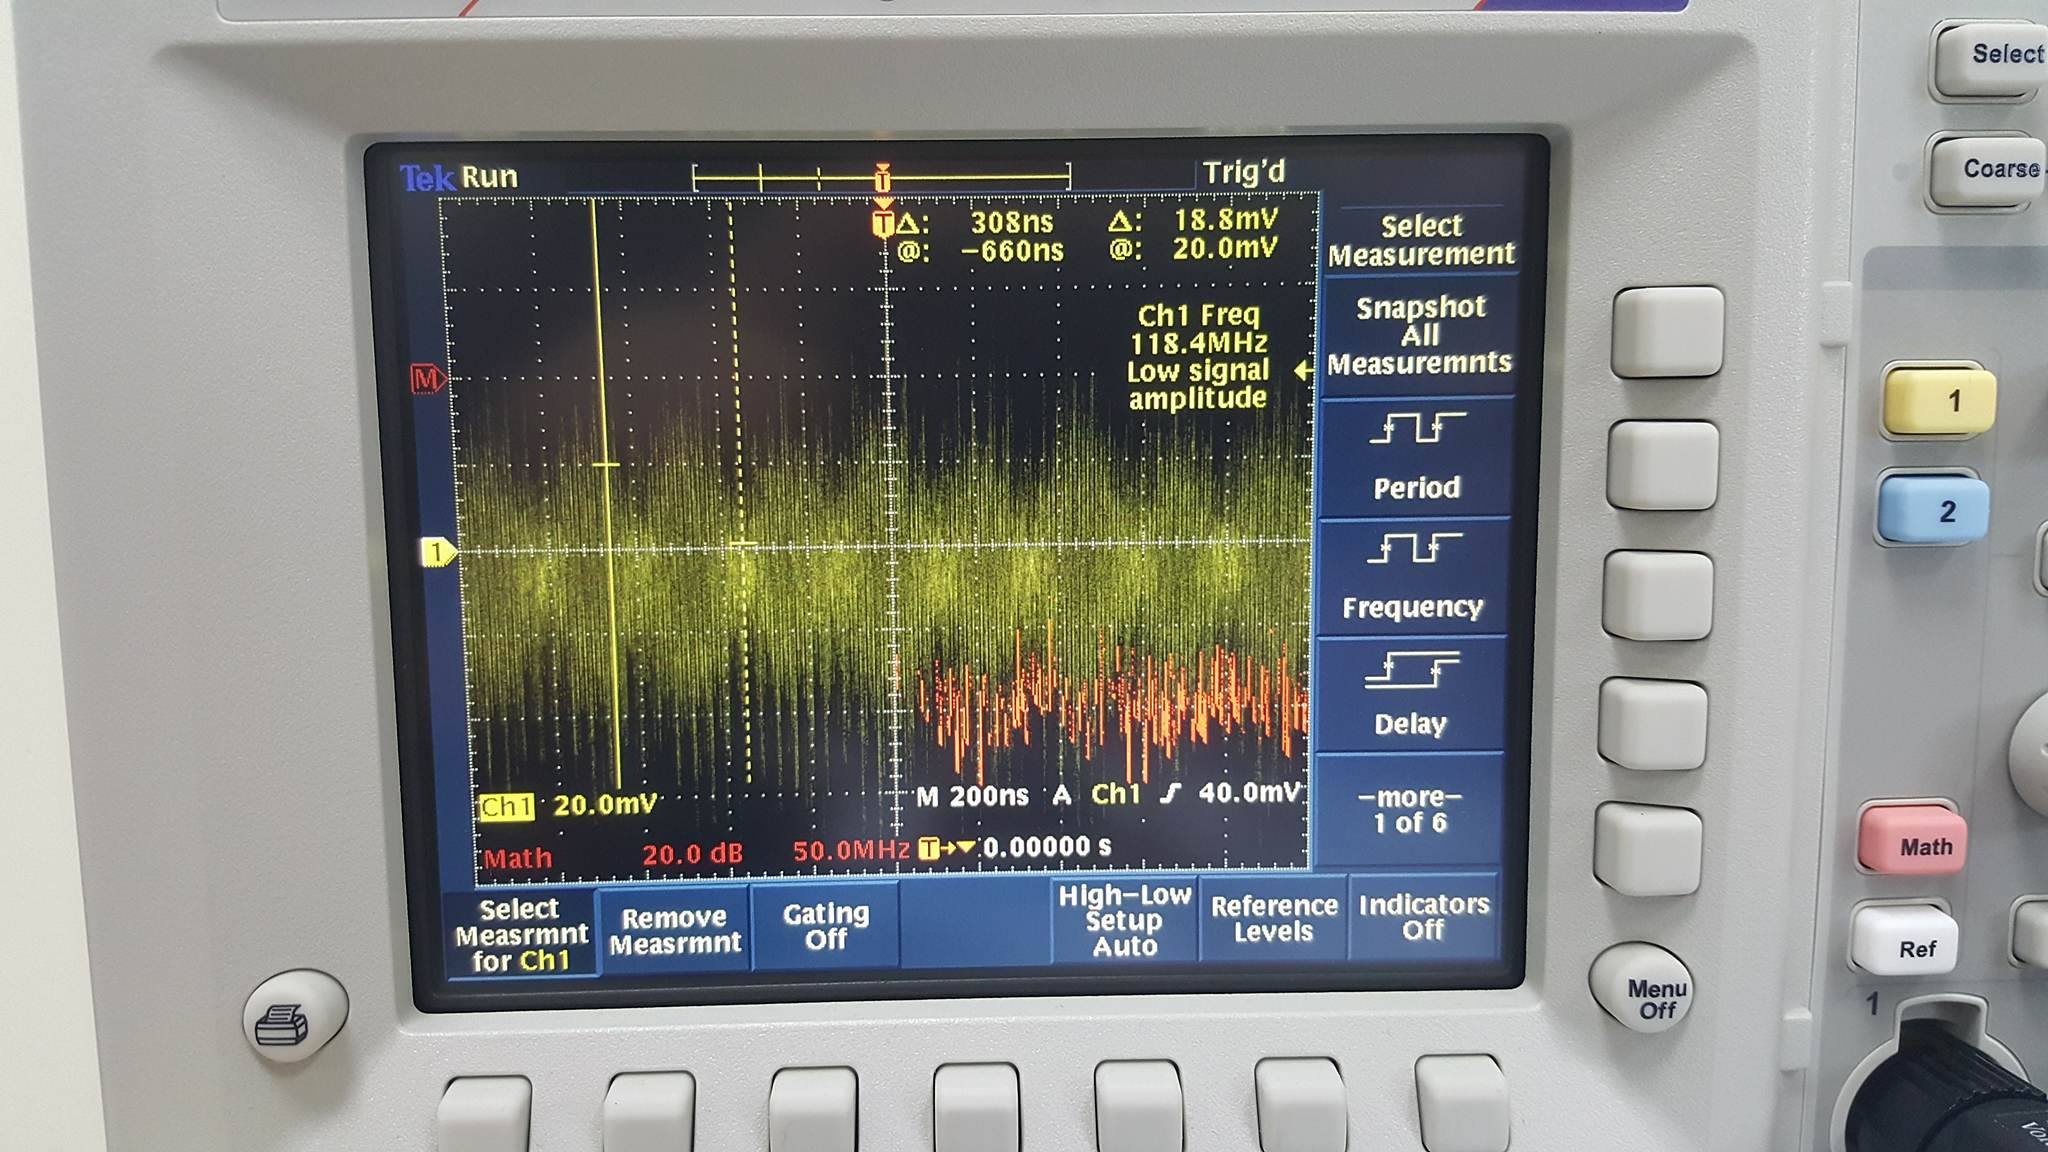 Tek Run
Trig'd
T
T
Δ: 308ns Δ: 18.8mV
@: -660ns @: 20.0mV
Ch1 Freq
118.4MHz
Low signal
amplitude
M
1
Ch1 20.0mV
M 200ns A Ch1 40.0mV
Math 20.0 dB 50.0MHz
T 0.00000 s
Select
Measurement
Snapshot
All
Measuremnts
Period
Frequency
Delay
-more-
1 of 6
Select
Measrmnt
for Ch1
Remove
Measrmnt
Gating
Off
High-Low
Setup
Auto
Reference
Levels
Indicators
Off
Menu
Off
Select
Coarse
1
2
Math
Ref
1